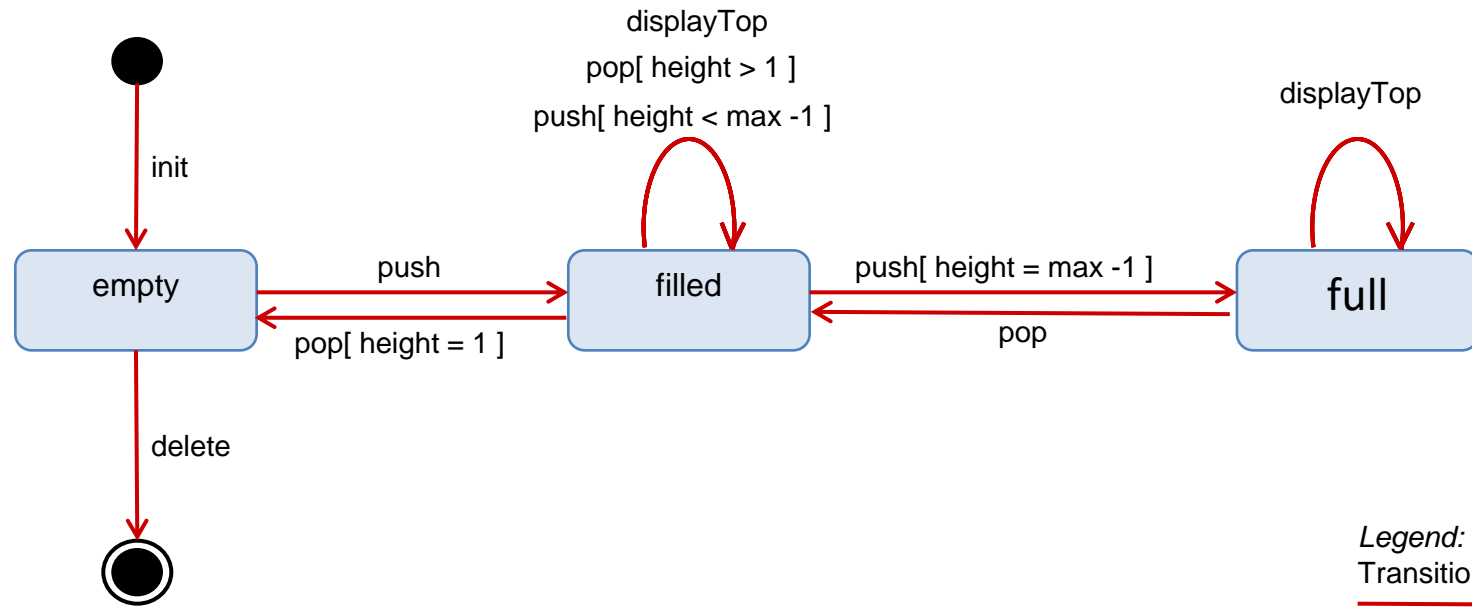 displayTop
pop[ height > 1 ]
push[ height < max -1 ]
displayTop
init
empty
push
filled
push[ height = max -1 ]
full
pop[ height = 1 ]
pop
delete
Legend:
Transitio